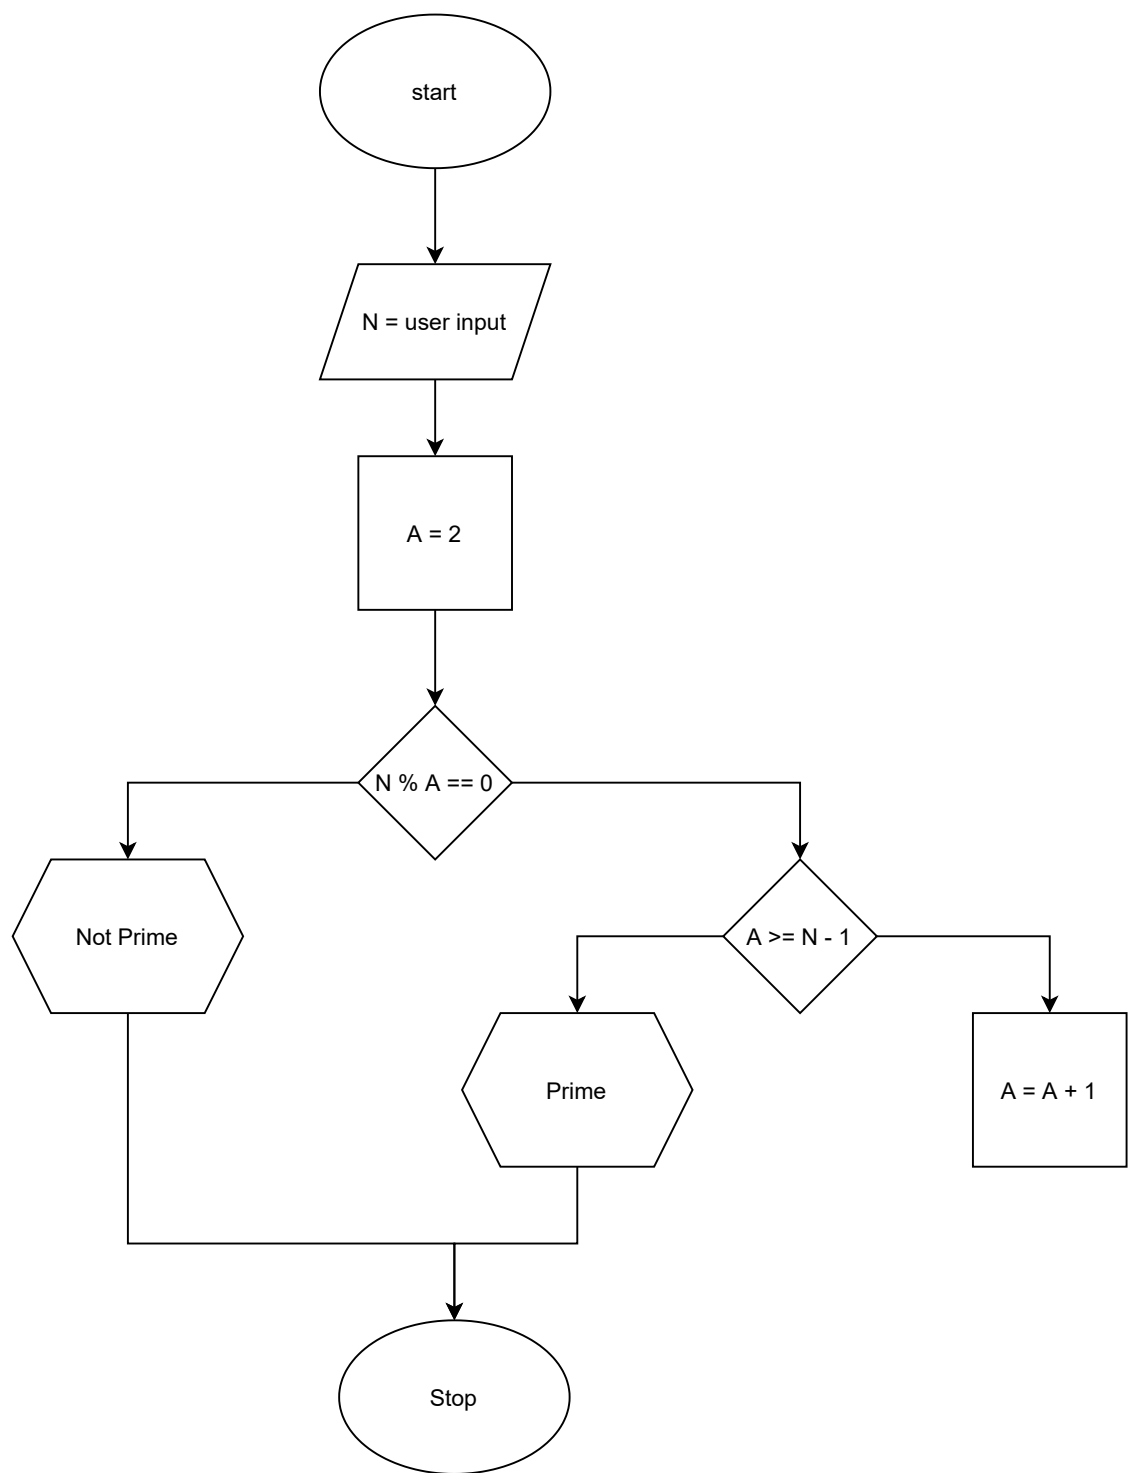 start
N = user input
A = 2
N % A == 0
Not Prime
A >= N - 1
Prime
A = A + 1
Stop